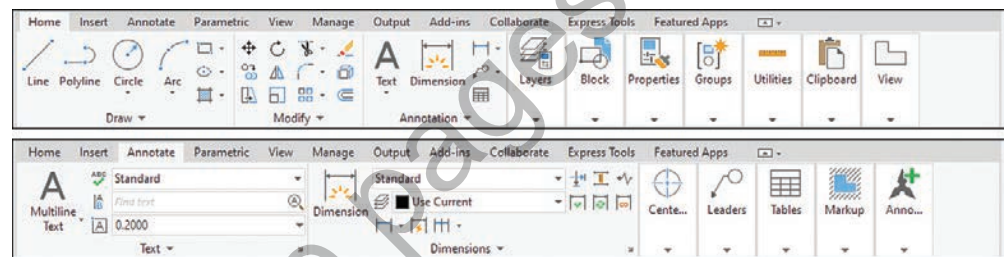 Home Insert Annotate Parametric View Manage Output Add-ins Collaborate Express Tools Featured Apps
Line Polyline Circle Arc Text Dimension Layers Block Properties Groups Utilities Clipboard View
Draw Modify Annotation
Home Insert Annotate Parametric View Manage Output Add-ins Collaborate Express Tools Featured Apps
A ABC Standard Standard
Multiline Text Find text Dimension Use Current Cente... Leaders Tables Markup Anno...
A 0.2000
Text Dimensions
pages